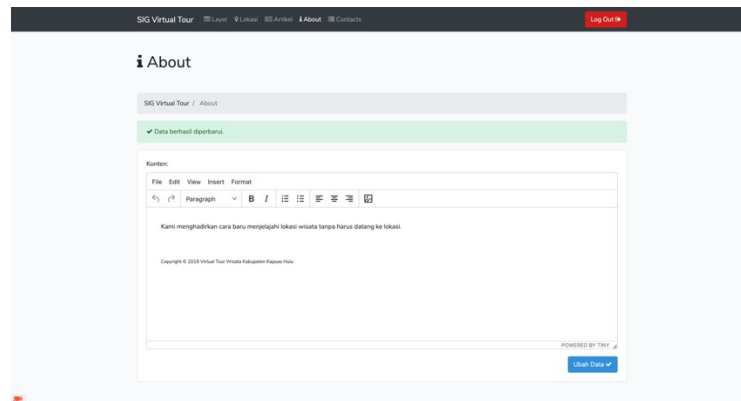 SIG Virtual Tour Layer Lokasi Artikel About Contacts Log Out
About
SIG Virtual Tour / About
Data berhasil diperbarui.
Konten:
File Edit View Insert Format
Paragraph B I
Kami menghadirkan cara baru menjelajahi lokasi wisata tanpa harus datang ke lokasi.
Copyright © 2019 Virtual Tour Wisata Kabupaten Kapuas Hulu
POWERED BY TINY
Ubah Data